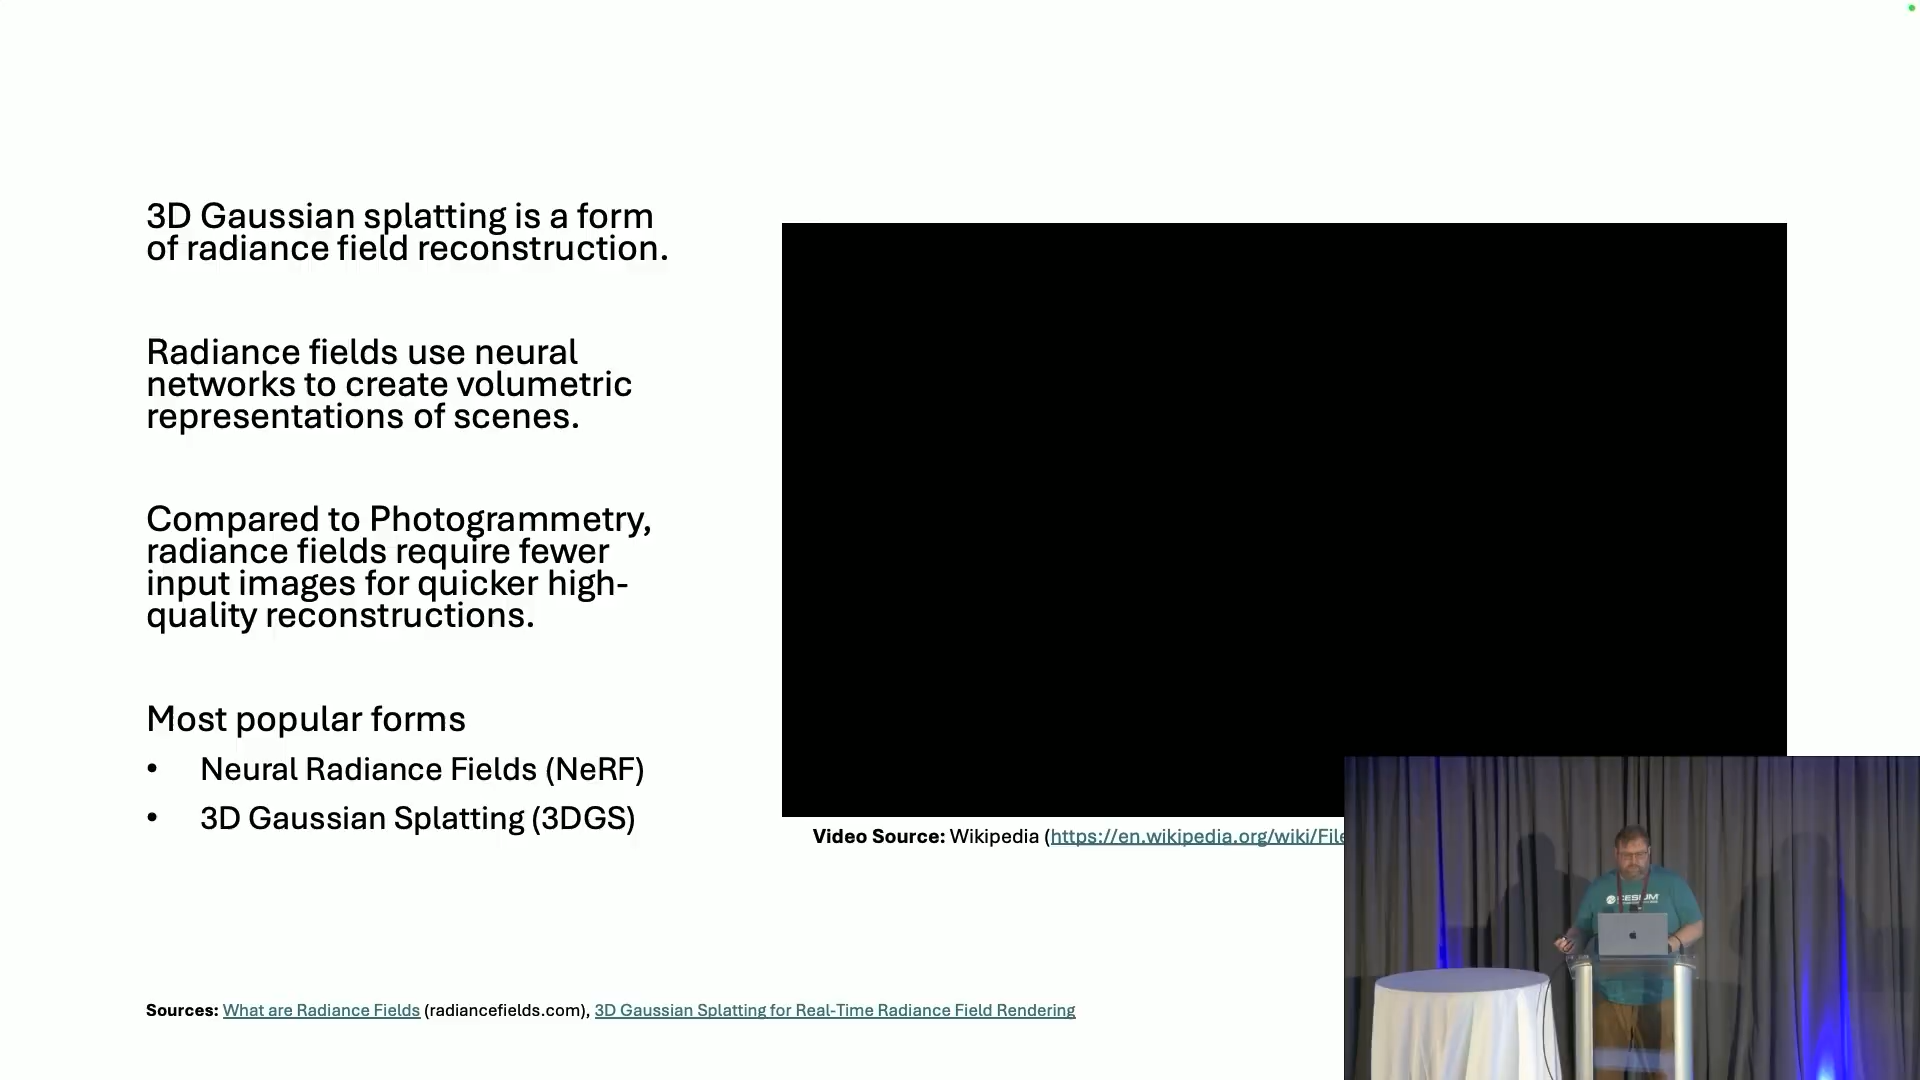 3D Gaussian splatting is a form
of radiance field reconstruction.
Radiance fields use neural
networks to create volumetric
representations of scenes.
Compared to Photogrammetry,
radiance fields require fewer
input images for quicker high-
quality reconstructions.
Most popular forms
• Neural Radiance Fields (NeRF)
• 3D Gaussian Splatting (3DGS)
Video Source: Wikipedia (https://en.wikipedia.org/wiki/File
CESIUM
Sources: What are Radiance Fields (radiancefields.com), 3D Gaussian Splatting for Real-Time Radiance Field Rendering